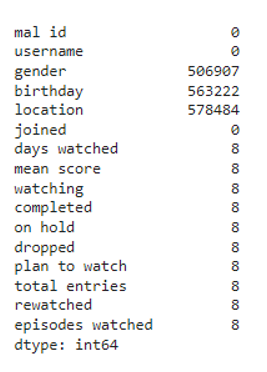 mal id 0
username 0
gender 506907
birthday 563222
location 578484
joined 0
days watched 8
mean score 8
watching 8
completed 8
on hold 8
dropped 8
plan to watch 8
total entries 8
rewatched 8
episodes watched 8
dtype: int64